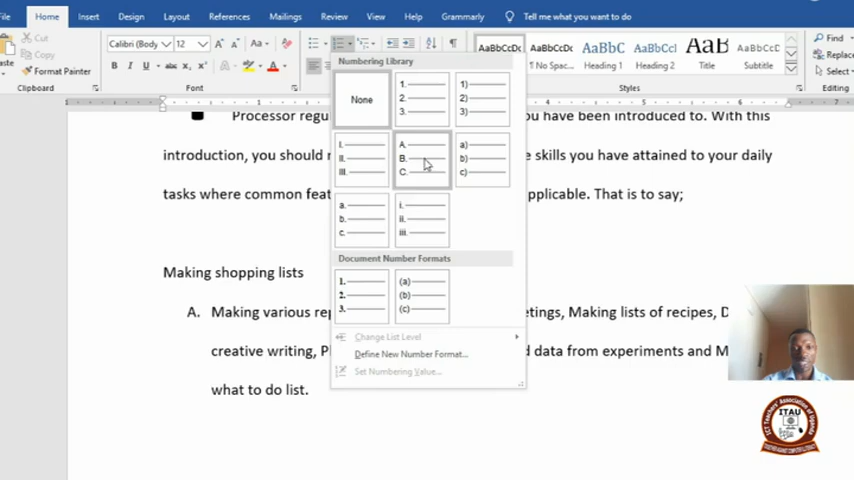 Home Insert Design Layout References Mailings Review View Help Grammarly Tell me what you want to do
Cut
Copy
Format Painter
Clipboard
Calibri (Body) 12
Font
AaBbCcDc
AaBbCcDc
¶ No Spac...
AaBbC
Heading 1
AaBbCcI
Heading 2
AaB
Title
AaBbCcD
Subtitle
Styles
Find
Replace
Select
Numbering Library
None
1.
2.
3.
1)
2)
3)
I.
II.
III.
A.
B.
C.
a)
b)
c)
a.
b.
c.
i.
ii.
iii.
Document Number Formats
1.
2.
3.
(a)
(b)
(c)
Change List Level
Define New Number Format...
Set Numbering Value...
Processor regu
ou have been introduced to. With this
introduction, you should
e skills you have attained to your daily
tasks where common fea
pplicable. That is to say;
Making shopping lists
A. Making various rep
etings, Making lists of recipes, D
creative writing, P
d data from experiments and M
what to do list.
ITAU